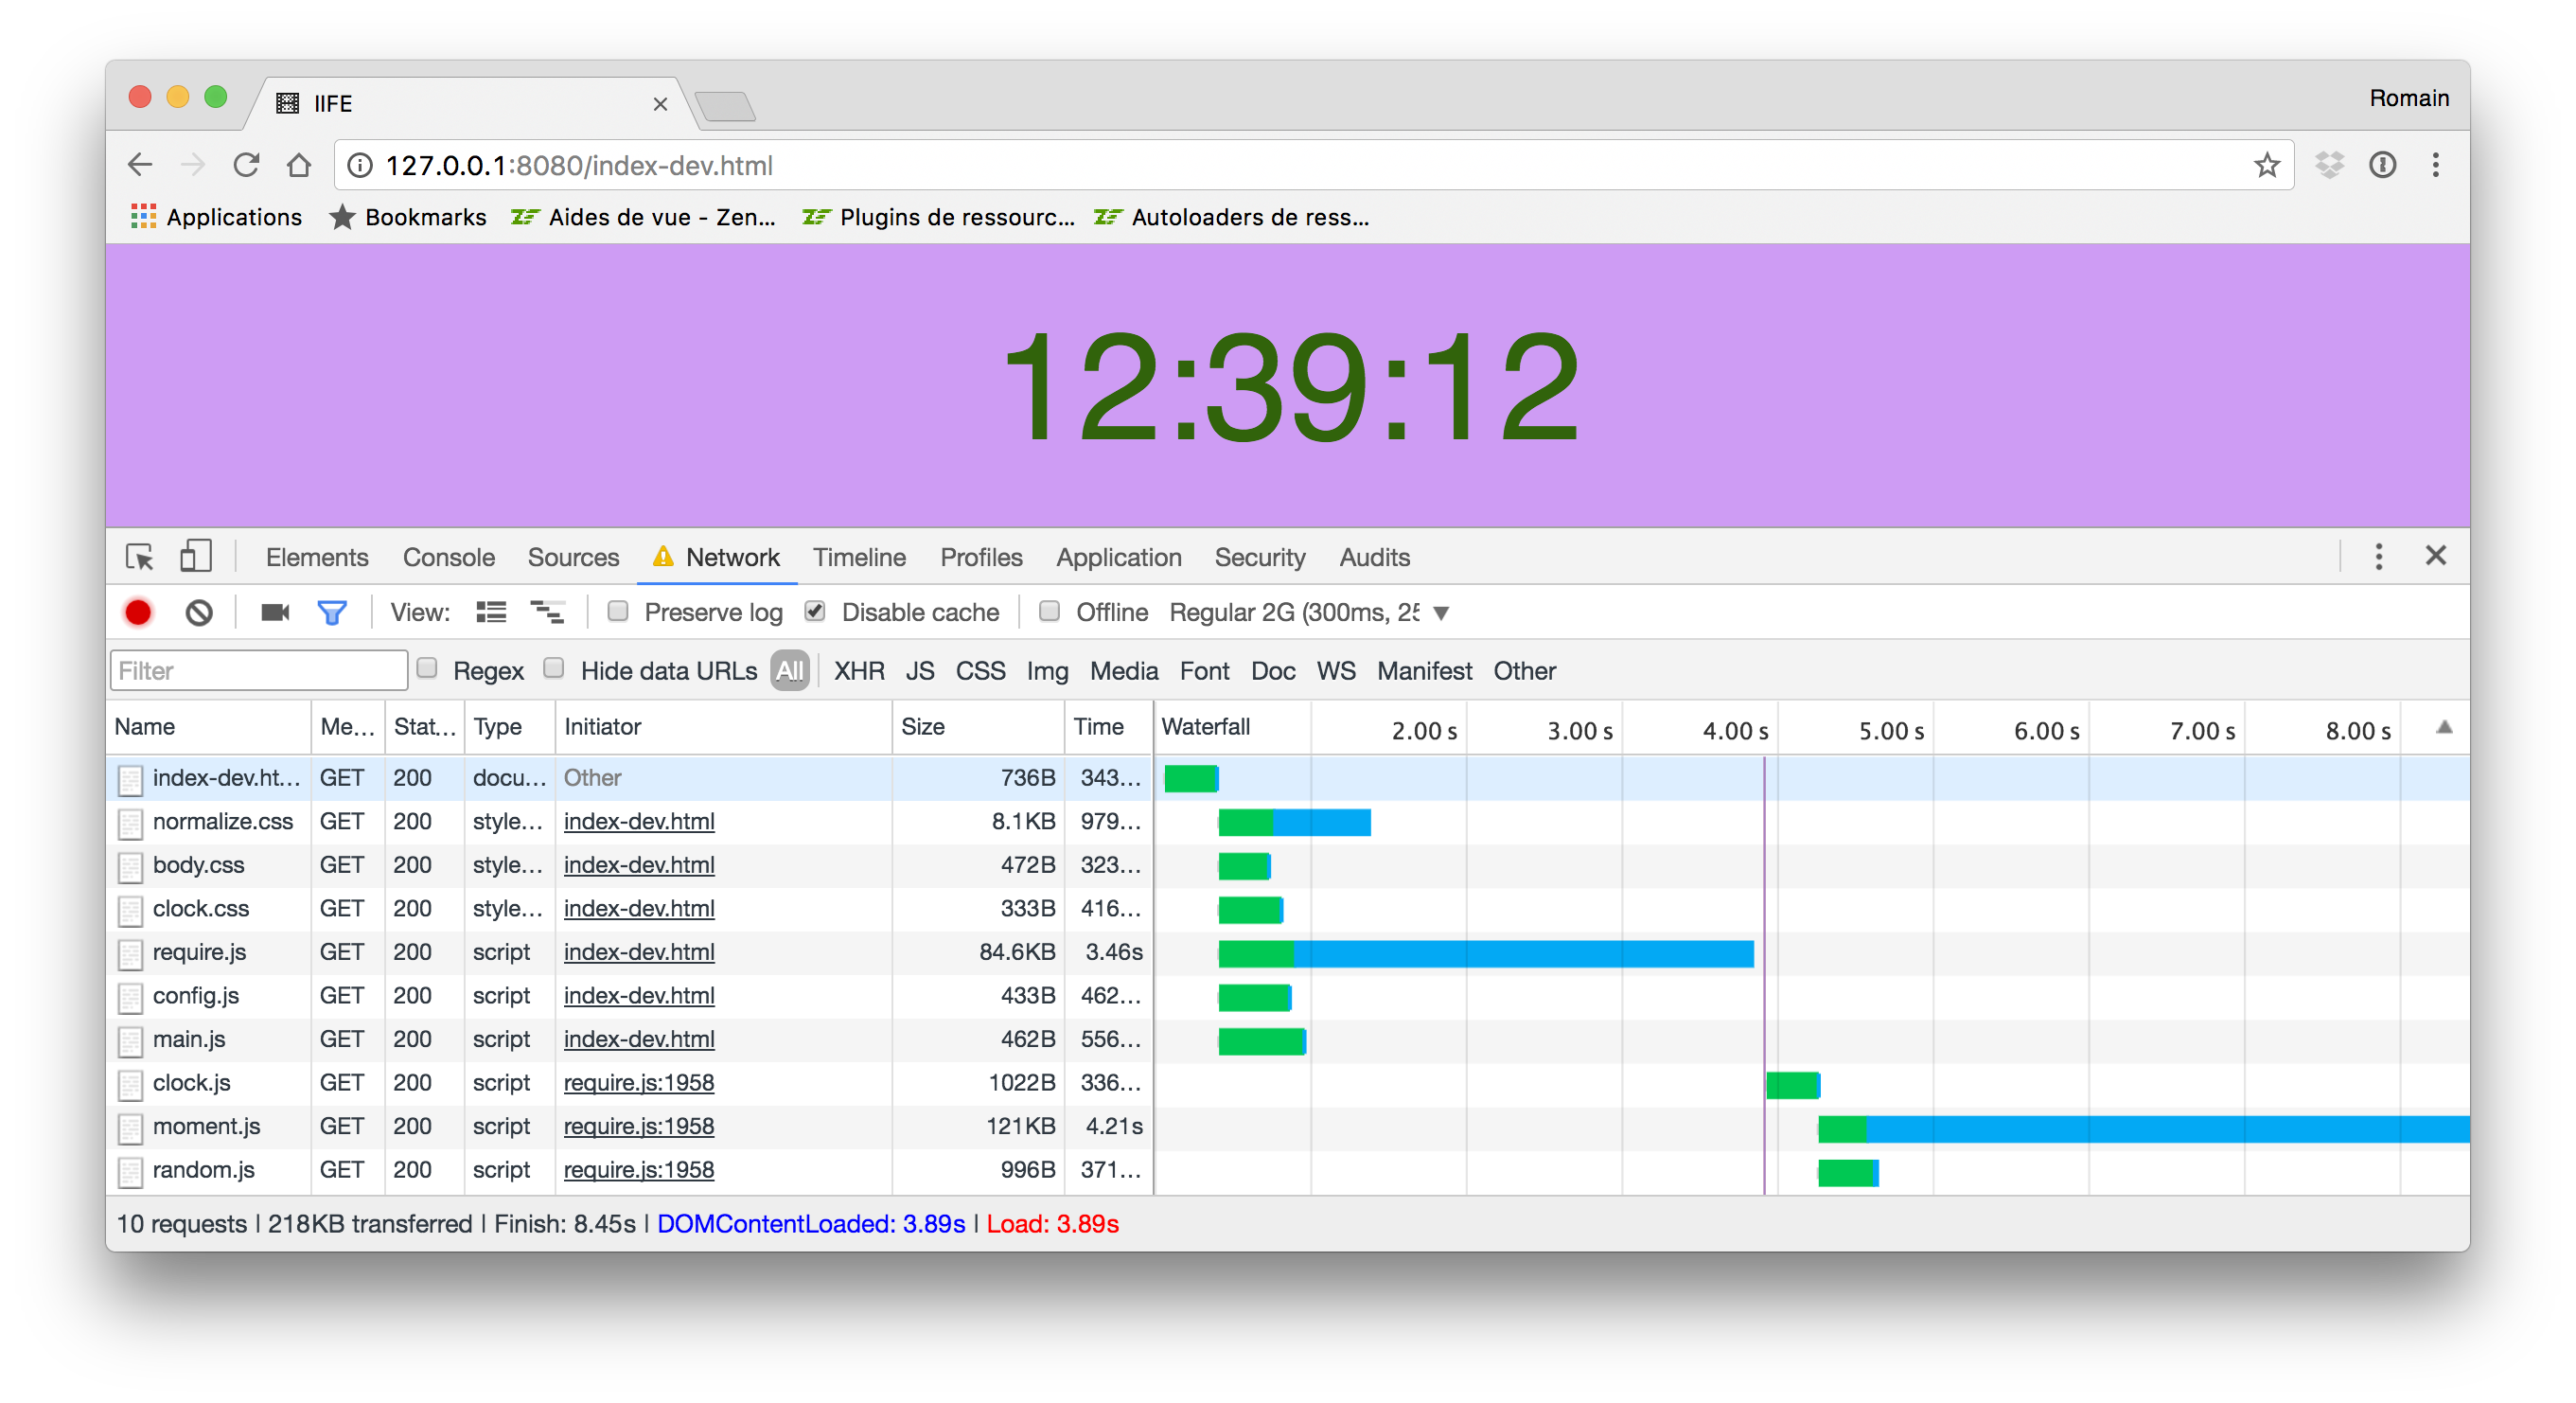 IIFE
Romain
127.0.0.1:8080/index-dev.html
Applications Bookmarks Aides de vue - Zen... Plugins de ressourc... Autoloaders de ress...
12:39:12
Elements Console Sources Network Timeline Profiles Application Security Audits
View: Preserve log Disable cache Offline Regular 2G (300ms, 25
Filter Regex Hide data URLs All XHR JS CSS Img Media Font Doc WS Manifest Other
Name Me... Stat... Type Initiator Size Time Waterfall 2.00 s 3.00 s 4.00 s 5.00 s 6.00 s 7.00 s 8.00 s
index-dev.ht... GET 200 docu... Other 736B 343...
normalize.css GET 200 style... index-dev.html 8.1KB 979...
body.css GET 200 style... index-dev.html 472B 323...
clock.css GET 200 style... index-dev.html 333B 416...
require.js GET 200 script index-dev.html 84.6KB 3.46s
config.js GET 200 script index-dev.html 433B 462...
main.js GET 200 script index-dev.html 462B 556...
clock.js GET 200 script require.js:1958 1022B 336...
moment.js GET 200 script require.js:1958 121KB 4.21s
random.js GET 200 script require.js:1958 996B 371...
10 requests | 218KB transferred | Finish: 8.45s | DOMContentLoaded: 3.89s | Load: 3.89s